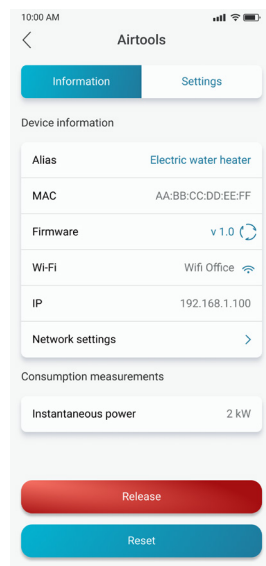 10:00 AM
Airtools
Information Settings
Device information
Alias Electric water heater
MAC AA:BB:CC:DD:EE:FF
Firmware v 1.0
Wi-Fi Wifi Office
IP 192.168.1.100
Network settings
Consumption measurements
Instantaneous power 2 kW
Release
Reset